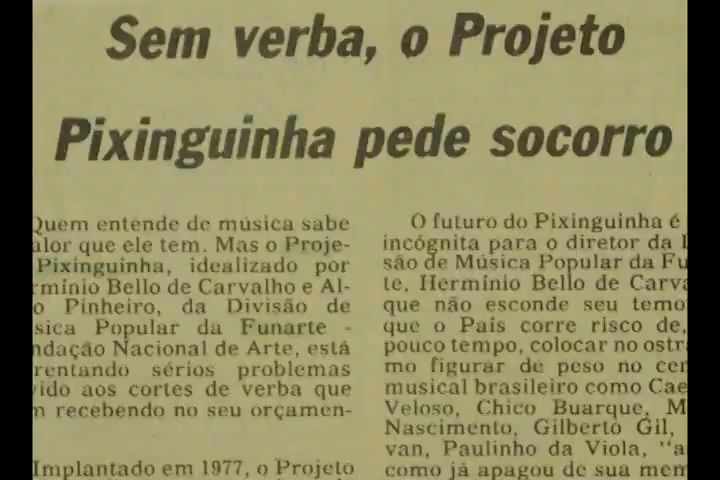 Sem verba, o Projeto
Pixinguinha pede socorro
Quem entende de música sabe
alor que ele tem. Mas o Proje-
Pixinguinha, idealizado por
rmínio Bello de Carvalho e Al-
o Pinheiro, da Divisão de
sica Popular da Funarte -
ndação Nacional de Arte, está
rentando sérios problemas
vido aos cortes de verba que
m recebendo no seu orçamen-
Implantado em 1977, o Projeto
O futuro do Pixinguinha é
incógnita para o diretor da
são de Música Popular da Fu
te, Hermínio Bello de Carva
que não esconde seu temo
que o País corre risco de,
pouco tempo, colocar no ostra
mo figurar de peso no cen
musical brasileiro como Cae
Veloso, Chico Buarque, M
Nascimento, Gilberto Gil,
van, Paulinho da Viola, "a
como já apagou de sua mem